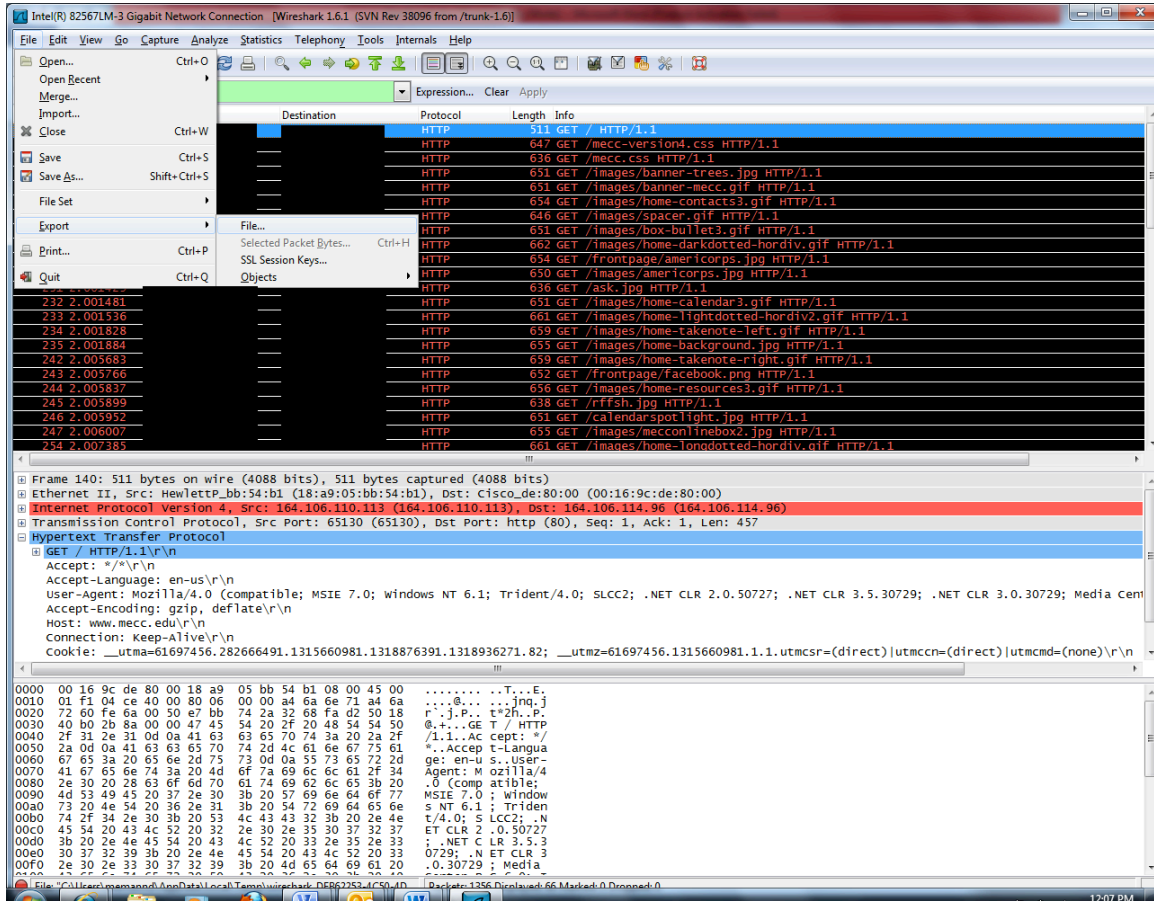 Intel(R) 82567LM-3 Gigabit Network Connection [Wireshark 1.6.1 (SVN Rev 38096 from /trunk-1.6)]
File Edit View Go Capture Analyze Statistics Telephony Tools Internals Help
Open... Ctrl+O
Open Recent
Merge...
Import...
Close Ctrl+W
Save Ctrl+S
Save As... Shift+Ctrl+S
File Set
Export
Print... Ctrl+P
Quit Ctrl+Q
File...
Selected Packet Bytes... Ctrl+H
SSL Session Keys...
Objects
Expression... Clear Apply
Destination Protocol Length Info
HTTP 511 GET / HTTP/1.1
HTTP 647 GET /mecc-version4.css HTTP/1.1
HTTP 636 GET /mecc.css HTTP/1.1
HTTP 651 GET /images/banner-trees.jpg HTTP/1.1
HTTP 651 GET /images/banner-mecc.gif HTTP/1.1
HTTP 654 GET /images/home-contacts3.gif HTTP/1.1
HTTP 646 GET /images/spacer.gif HTTP/1.1
HTTP 651 GET /images/box-bullet3.gif HTTP/1.1
HTTP 662 GET /images/home-darkdotted-hordiv.gif HTTP/1.1
HTTP 654 GET /frontpage/americorps.jpg HTTP/1.1
HTTP 650 GET /images/americorps.jpg HTTP/1.1
HTTP 636 GET /ask.jpg HTTP/1.1
232 2.001481 HTTP 651 GET /images/home-calendar3.gif HTTP/1.1
233 2.001536 HTTP 661 GET /images/home-lightdotted-hordiv2.gif HTTP/1.1
234 2.001828 HTTP 659 GET /images/home-takenote-left.gif HTTP/1.1
235 2.001884 HTTP 655 GET /images/home-background.jpg HTTP/1.1
242 2.005683 HTTP 659 GET /images/home-takenote-right.gif HTTP/1.1
243 2.005766 HTTP 652 GET /frontpage/facebook.png HTTP/1.1
244 2.005837 HTTP 656 GET /images/home-resources3.gif HTTP/1.1
245 2.005899 HTTP 638 GET /rffsh.jpg HTTP/1.1
246 2.005952 HTTP 651 GET /calendarspotlight.jpg HTTP/1.1
247 2.006007 HTTP 655 GET /images/mecconlinebox2.jpg HTTP/1.1
254 2.007385 HTTP 661 GET /images/home-longdotted-hordiv.gif HTTP/1.1
Frame 140: 511 bytes on wire (4088 bits), 511 bytes captured (4088 bits)
Ethernet II, Src: HewlettP_bb:54:b1 (18:a9:05:bb:54:b1), Dst: Cisco_de:80:00 (00:16:9c:de:80:00)
Internet Protocol Version 4, Src: 164.106.110.113 (164.106.110.113), Dst: 164.106.114.96 (164.106.114.96)
Transmission Control Protocol, Src Port: 65130 (65130), Dst Port: http (80), Seq: 1, Ack: 1, Len: 457
Hypertext Transfer Protocol
GET / HTTP/1.1\r\n
Accept: */*\r\n
Accept-Language: en-us\r\n
User-Agent: Mozilla/4.0 (compatible; MSIE 7.0; Windows NT 6.1; Trident/4.0; SLCC2; .NET CLR 2.0.50727; .NET CLR 3.5.30729; .NET CLR 3.0.30729; Media Cen
Accept-Encoding: gzip, deflate\r\n
Host: www.mecc.edu\r\n
Connection: Keep-Alive\r\n
Cookie: __utma=61697456.282666491.1315660981.1318876391.1318936271.82; __utmz=61697456.1315660981.1.1.utmcsr=(direct)|utmccn=(direct)|utmcmd=(none)\r\n
0000 00 16 9c de 80 00 18 a9 05 bb 54 b1 08 00 45 00 ........ ..T...E.
0010 01 f1 04 ce 40 00 80 06 00 00 a4 6a 6e 71 a4 6a ....@... ...jnq.j
0020 72 60 fe 6a 00 50 e7 bb 74 2a 32 68 fa d2 50 18 r`.j.P.. t*2h..P.
0030 40 b0 2b 8a 00 00 47 45 54 20 2f 20 48 54 54 50 @.+...GE T / HTTP
0040 2f 31 2e 31 0d 0a 41 63 63 65 70 74 3a 20 2a 2f /1.1..Ac cept: */
0050 2a 0d 0a 41 63 63 65 70 74 2d 4c 61 6e 67 75 61 *..Accep t-Langua
0060 67 65 3a 20 65 6e 2d 75 73 0d 0a 55 73 65 72 2d ge: en-u s..User-
0070 41 67 65 6e 74 3a 20 4d 6f 7a 69 6c 6c 61 2f 34 Agent: M ozilla/4
0080 2e 30 20 28 63 6f 6d 70 61 74 69 62 6c 65 3b 20 .0 (comp atible;
0090 4d 53 49 45 20 37 2e 30 3b 20 57 69 6e 64 6f 77 MSIE 7.0 ; Window
00a0 73 20 4e 54 20 36 2e 31 3b 20 54 72 69 64 65 6e s NT 6.1 ; Triden
00b0 74 2f 34 2e 30 3b 20 53 4c 43 43 32 3b 20 2e 4e t/4.0; S LCC2; .N
00c0 45 54 20 43 4c 52 20 32 2e 30 2e 35 30 37 32 37 ET CLR 2 .0.50727
00d0 3b 20 2e 4e 45 54 20 43 4c 52 20 33 2e 35 2e 33 ; .NET C LR 3.5.3
00e0 30 37 32 39 3b 20 2e 4e 45 54 20 43 4c 52 20 33 0729; .N ET CLR 3
00f0 2e 30 2e 33 30 37 32 39 3b 20 4d 65 64 69 61 20 .0.30729 ; Media
Packets: 1356 Displayed: 66 Marked: 0 Dropped: 0
12:07 PM